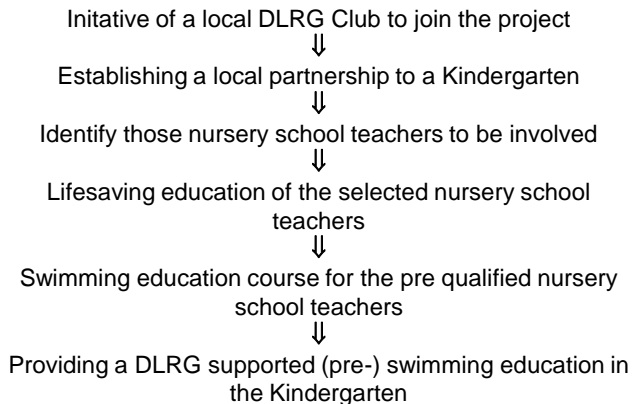 Initative of a local DLRG Club to join the project
⇓
Establishing a local partnership to a Kindergarten
⇓
Identify those nursery school teachers to be involved
⇓
Lifesaving education of the selected nursery school
teachers
⇓
Swimming education course for the pre qualified nursery
school teachers
⇓
Providing a DLRG supported (pre-) swimming education in
the Kindergarten